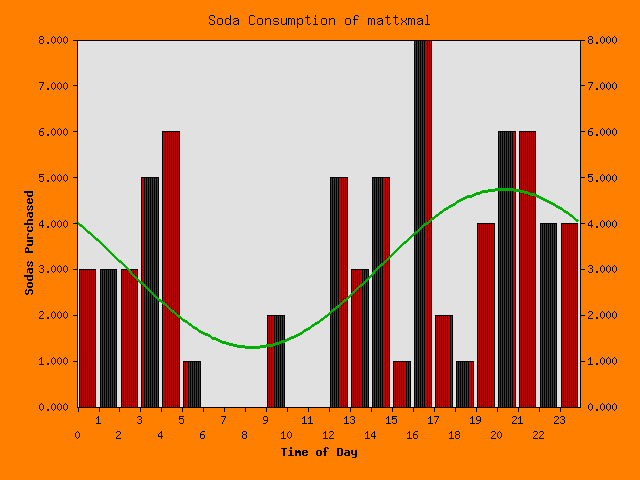 Soda Consumption of mattxmal
8.000 8.000
7.000 7.000
6.000 6.000
5.000 5.000
4.000 4.000
3.000 3.000
2.000 2.000
1.000 1.000
0.000 0.000
Sodas Purchased
1 3 5 7 9 11 13 15 17 19 21 23
0 2 4 6 8 10 12 14 16 18 20 22
Time of Day